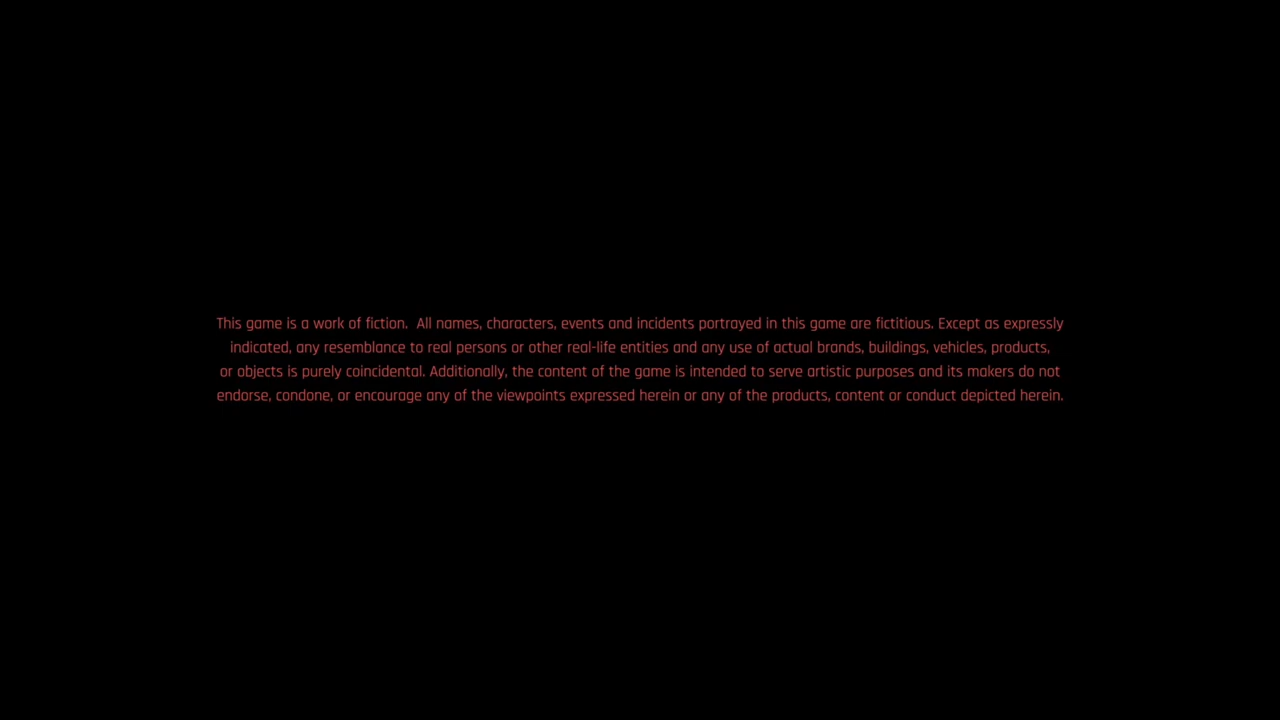 This game is a work of fiction.  All names, characters, events and incidents portrayed in this game are fictitious. Except as expressly
indicated, any resemblance to real persons or other real-life entities and any use of actual brands, buildings, vehicles, products,
or objects is purely coincidental. Additionally, the content of the game is intended to serve artistic purposes and its makers do not
endorse, condone, or encourage any of the viewpoints expressed herein or any of the products, content or conduct depicted herein.